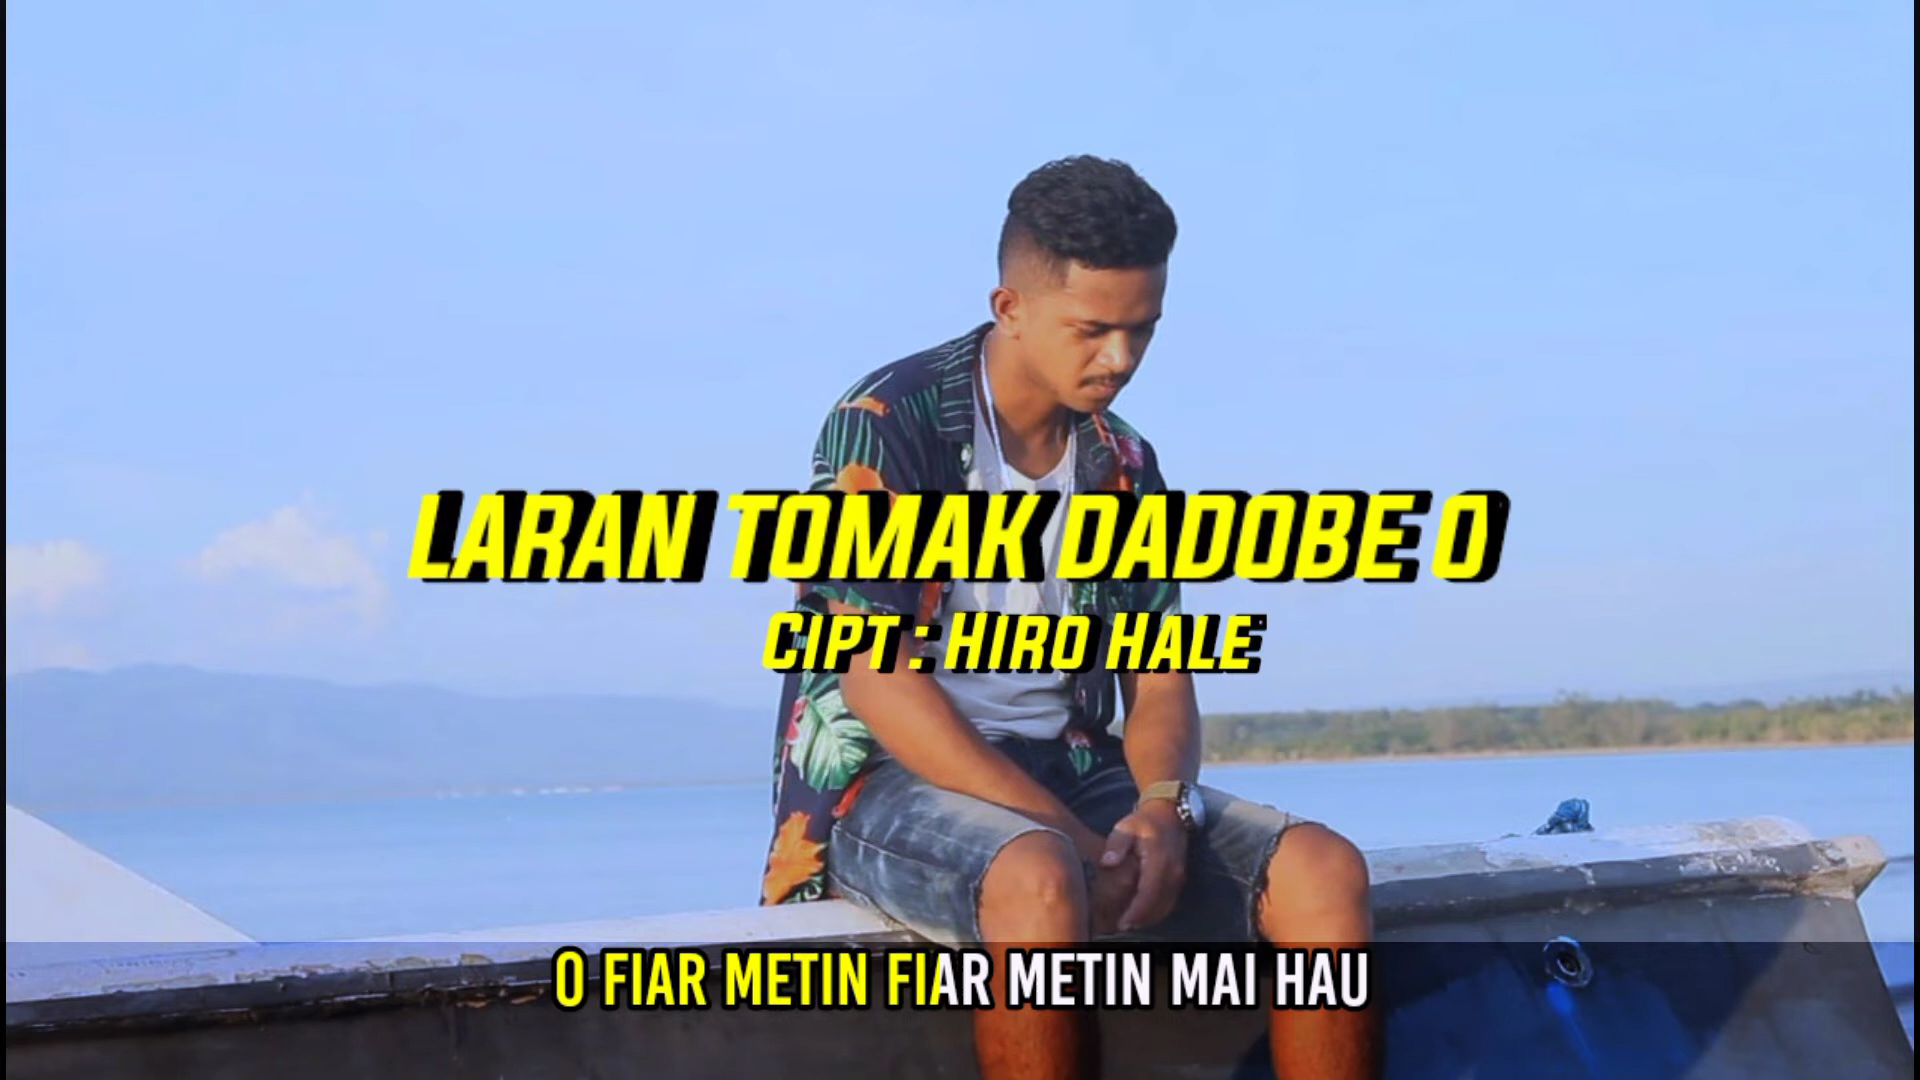 LARAN TOMAK DADOBE O
CIPT : HIRO HALE
O FIAR METIN FIAR METIN MAI HAU